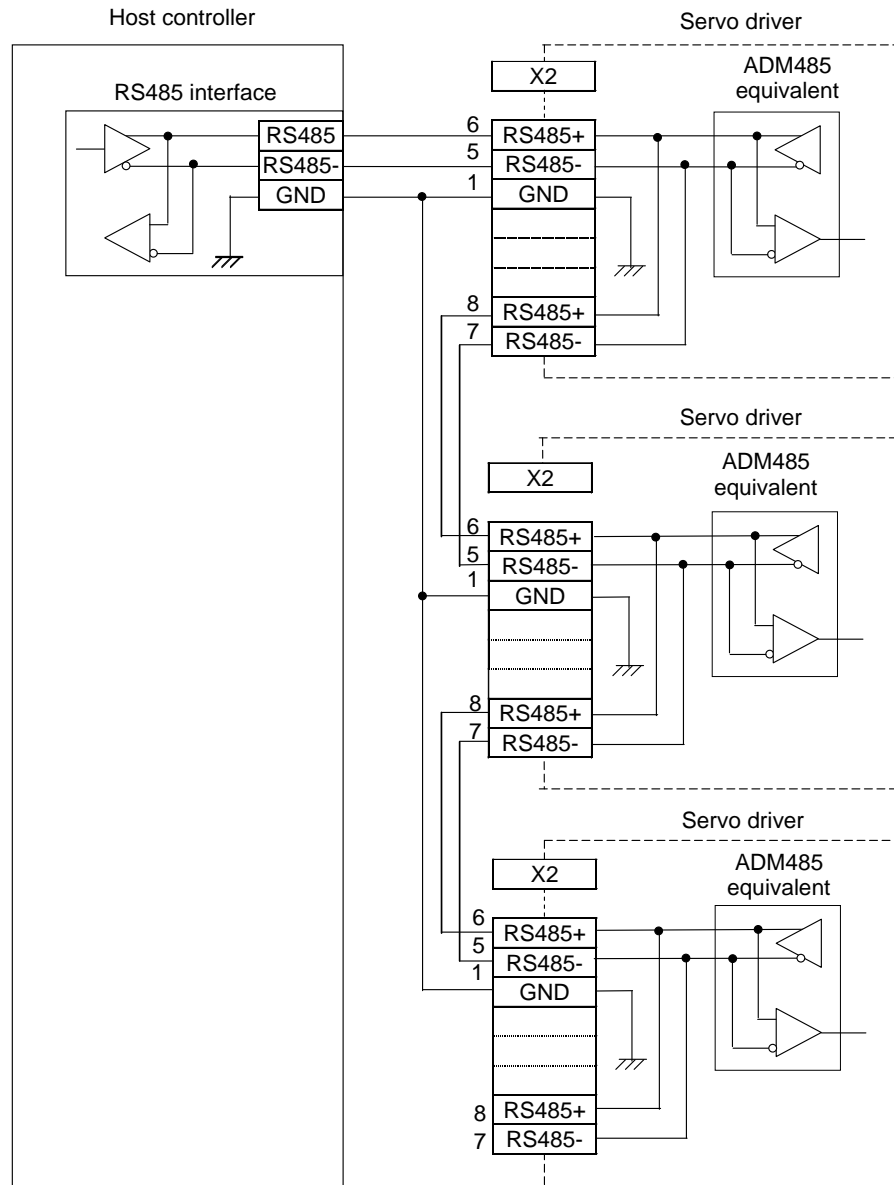 Host controller
Servo driver
X2
ADM485
equivalent
RS485 interface
RS485
RS485-
GND
6
5
1
RS485+
RS485-
GND
8
7
RS485+
RS485-
Servo driver
X2
ADM485
equivalent
6
5
1
RS485+
RS485-
GND
8
7
RS485+
RS485-
Servo driver
X2
ADM485
equivalent
6
5
1
RS485+
RS485-
GND
8
7
RS485+
RS485-